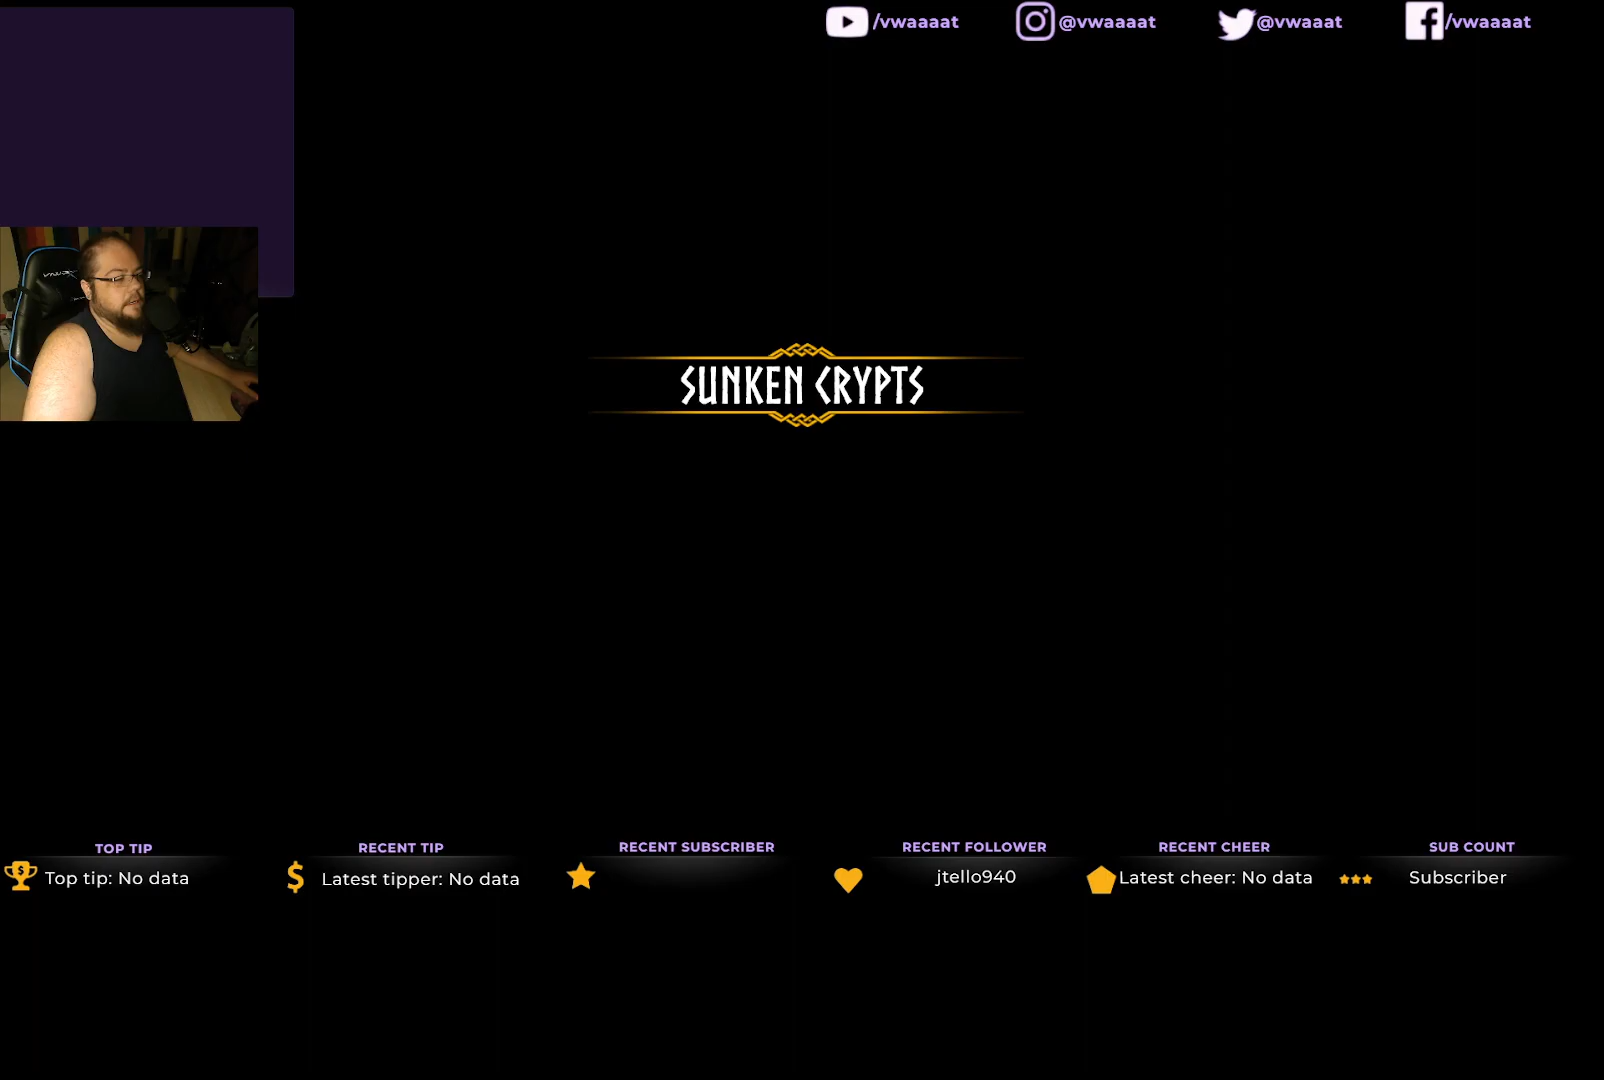 /vwaaaat
@vwaaaat
@vwaaat
/vwaaaat
SUNKEN CRYPTS
TOP TIP
Top tip: No data
RECENT TIP
Latest tipper: No data
RECENT SUBSCRIBER
RECENT FOLLOWER
jtello940
RECENT CHEER
Latest cheer: No data
SUB COUNT
Subscriber